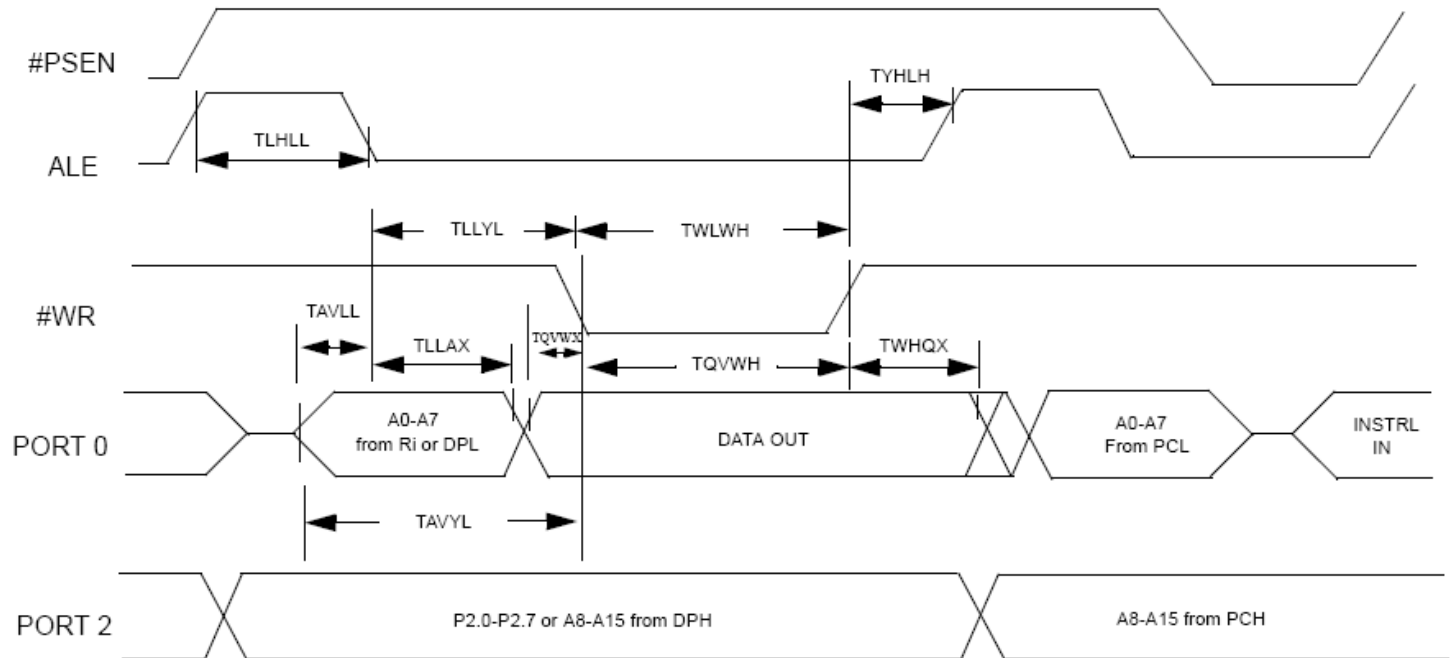 #PSEN
TYHLH
TLHLL
ALE
TLLYL
TWLWH
#WR
TAVLL
TQVWX
TLLAX
TQVWH
TWHQX
PORT 0
A0-A7
from Ri or DPL
DATA OUT
A0-A7
From PCL
INSTRL
IN
TAVYL
PORT 2
P2.0-P2.7 or A8-A15 from DPH
A8-A15 from PCH